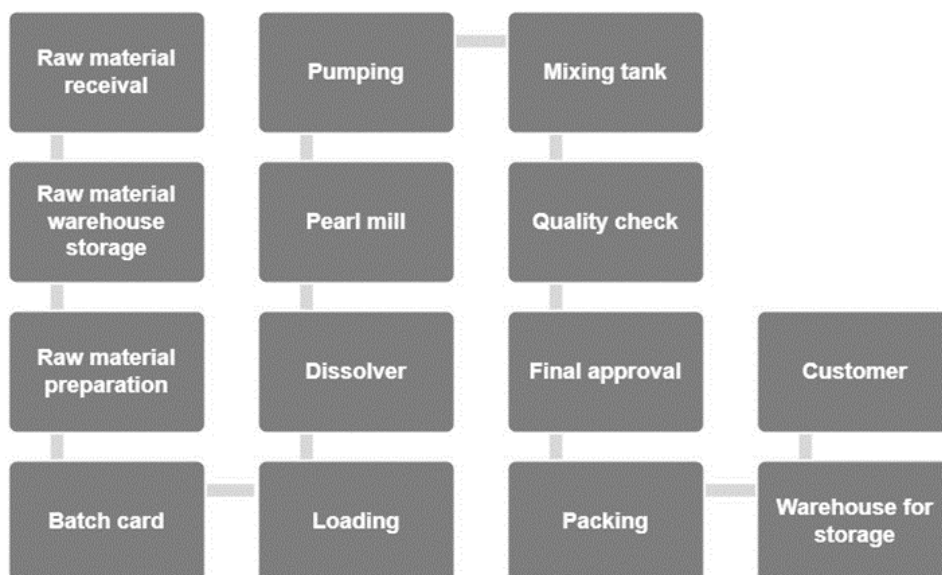 Raw material
receival
Raw material
warehouse
storage
Raw material
preparation
Batch card
Loading
Dissolver
Pearl mill
Pumping
Mixing tank
Quality check
Final approval
Packing
Warehouse for
storage
Customer